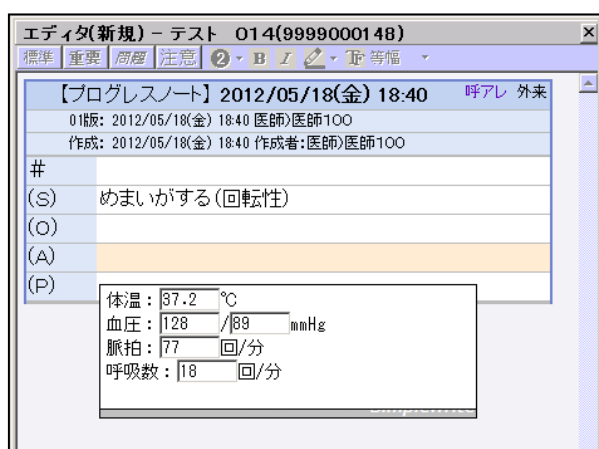 エディタ(新規) – テスト 014(9999000148)
標準 重要 問題 注意 2 B I Tr 等幅
【プログレスノート】 2012/05/18(金) 18:40 呼アレ 外来
01版: 2012/05/18(金) 18:40 医師)医師100
作成: 2012/05/18(金) 18:40 作成者:医師)医師100
#
(S) めまいがする(回転性)
(O)
(A)
(P)
体温: 37.2 ℃
血圧: 128 /89 mmHg
脈拍: 77 回/分
呼吸数: 18 回/分